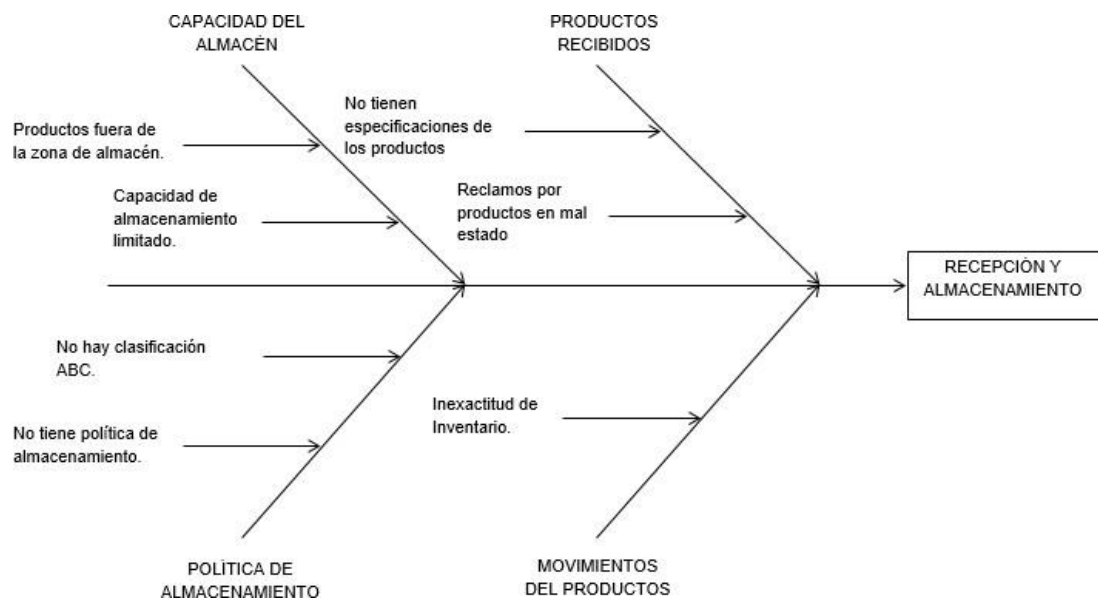 CAPACIDAD DEL
ALMACÉN
PRODUCTOS
RECIBIDOS
No tienen
especificaciones de
los productos
Productos fuera de
la zona de almacén.
Capacidad de
almacenamiento
limitado.
Reclamos por
productos en mal
estado
RECEPCIÓN Y
ALMACENAMIENTO
No hay clasificación
ABC.
Inexactitud de
Inventario.
No tiene política de
almacenamiento.
POLÍTICA DE
ALMACENAMIENTO
MOVIMIENTOS
DEL PRODUCTOS